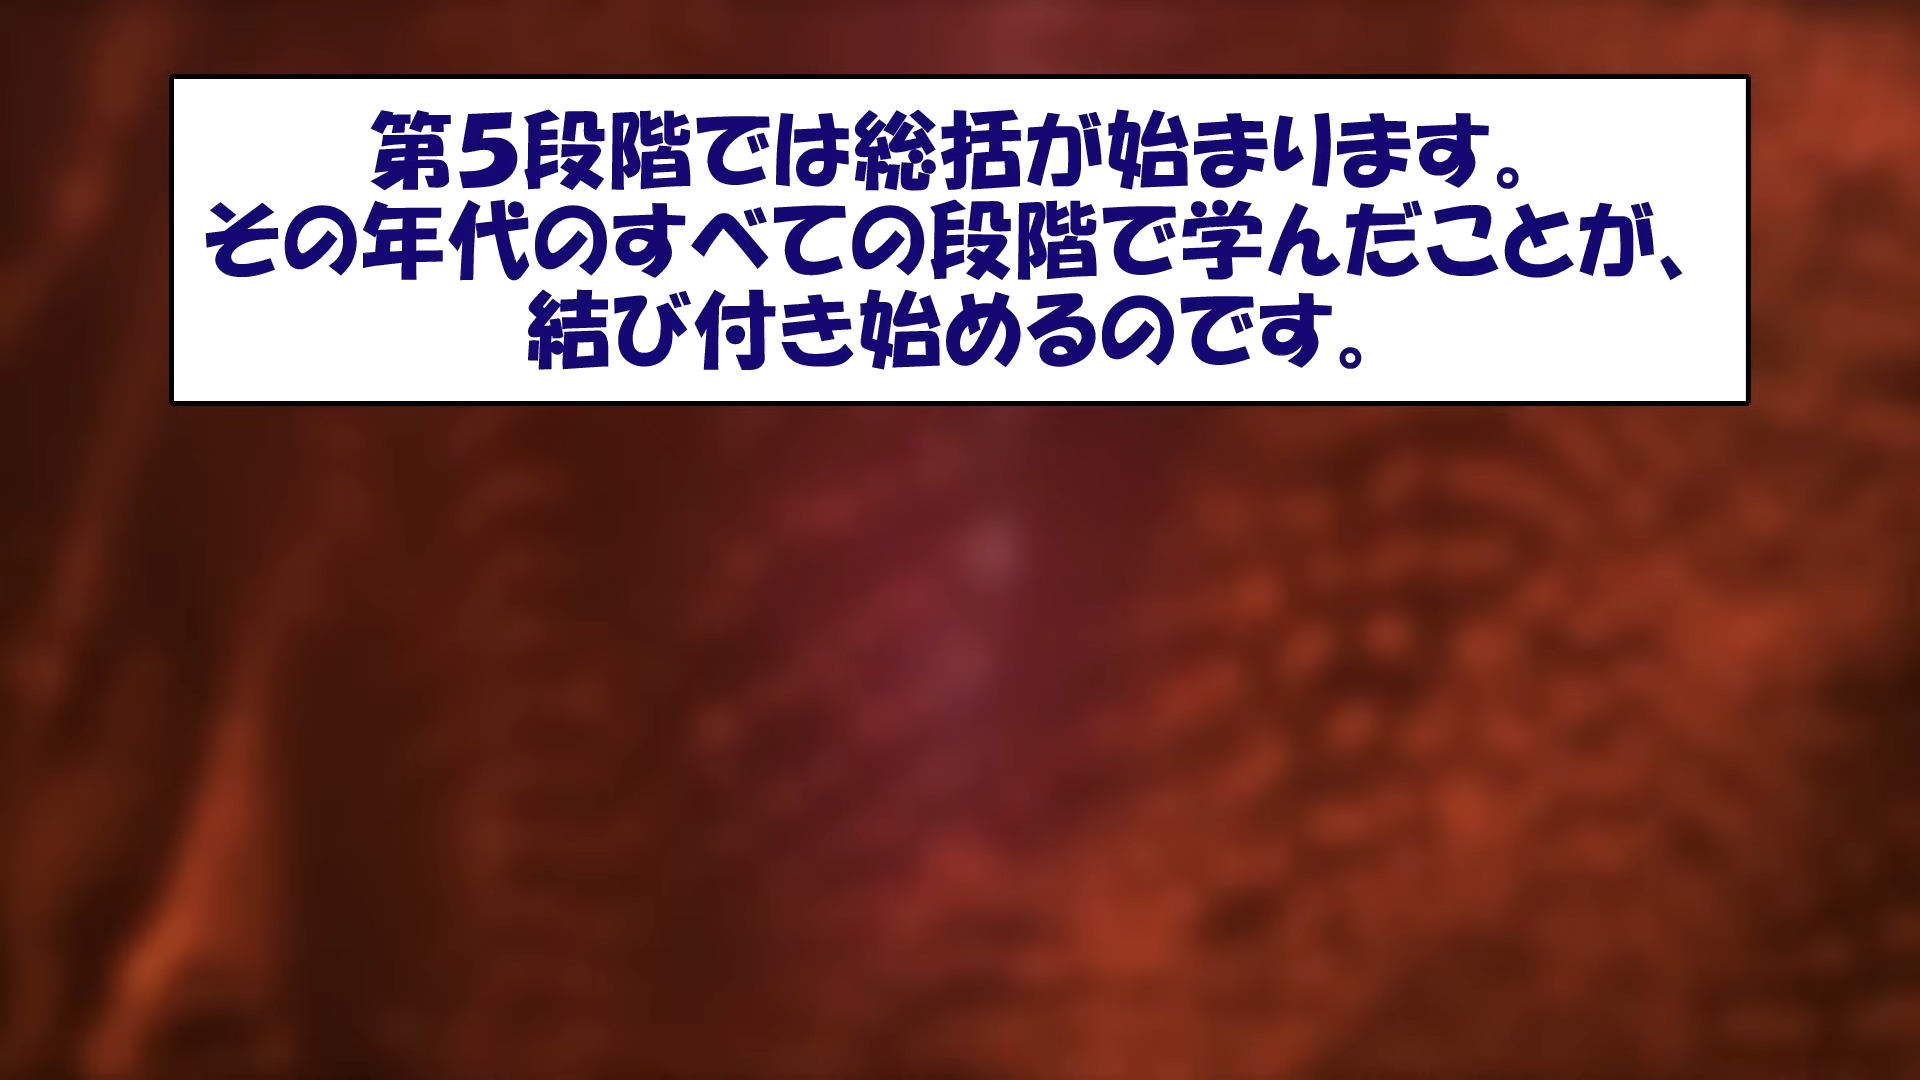 第5段階では総括が始まります。
その年代のすべての段階で学んだことが、
結び付き始めるのです。